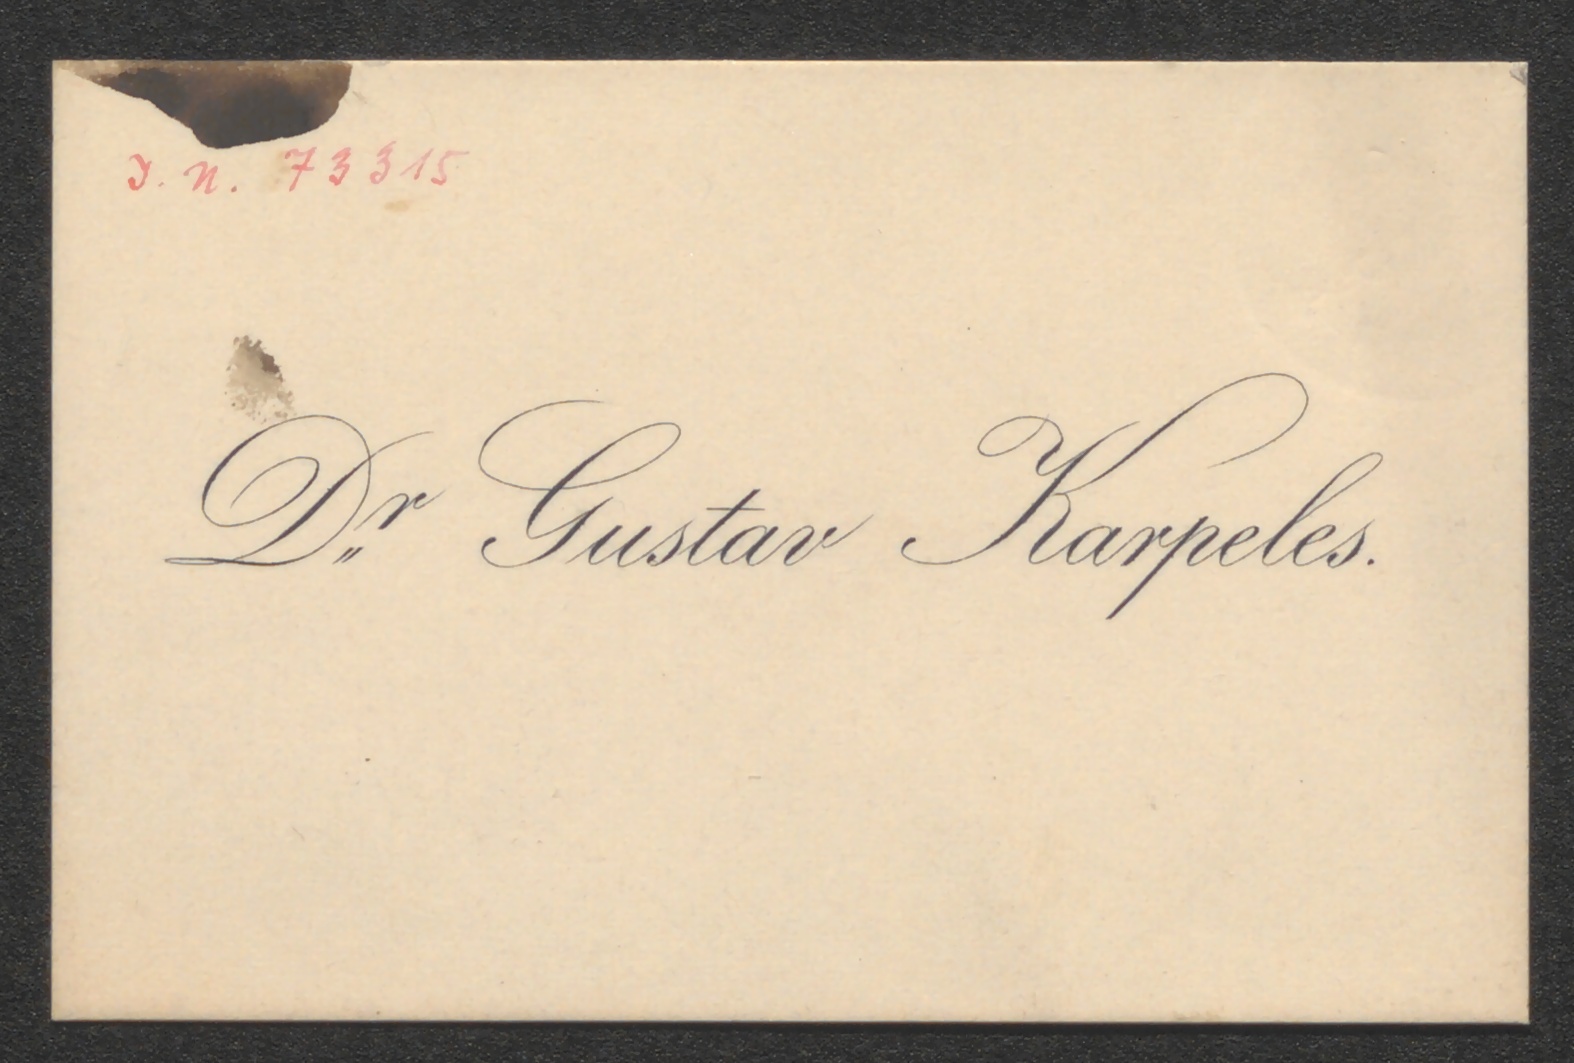 J. N. 73315
Dr Gustav Karpeles.